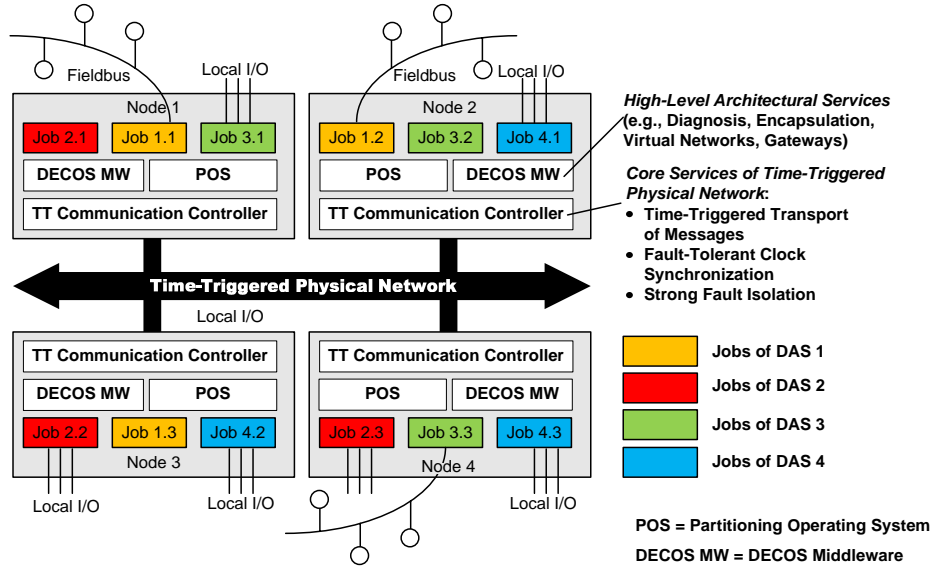 Fieldbus
Local I/O
Node 1
Job 2.1
Job 1.1
Job 3.1
DECOS MW
POS
TT Communication Controller
Fieldbus
Local I/O
Node 2
Job 1.2
Job 3.2
Job 4.1
POS
DECOS MW
TT Communication Controller
High-Level Architectural Services
(e.g., Diagnosis, Encapsulation,
Virtual Networks, Gateways)
Core Services of Time-Triggered
Physical Network:
• Time-Triggered Transport
of Messages
• Fault-Tolerant Clock
Synchronization
• Strong Fault Isolation
Time-Triggered Physical Network
Local I/O
TT Communication Controller
DECOS MW
POS
Job 2.2
Job 1.3
Job 4.2
Node 3
Local I/O
Local I/O
TT Communication Controller
POS
DECOS MW
Job 2.3
Job 3.3
Job 4.3
Node 4
Local I/O
Jobs of DAS 1
Jobs of DAS 2
Jobs of DAS 3
Jobs of DAS 4
POS = Partitioning Operating System
DECOS MW = DECOS Middleware